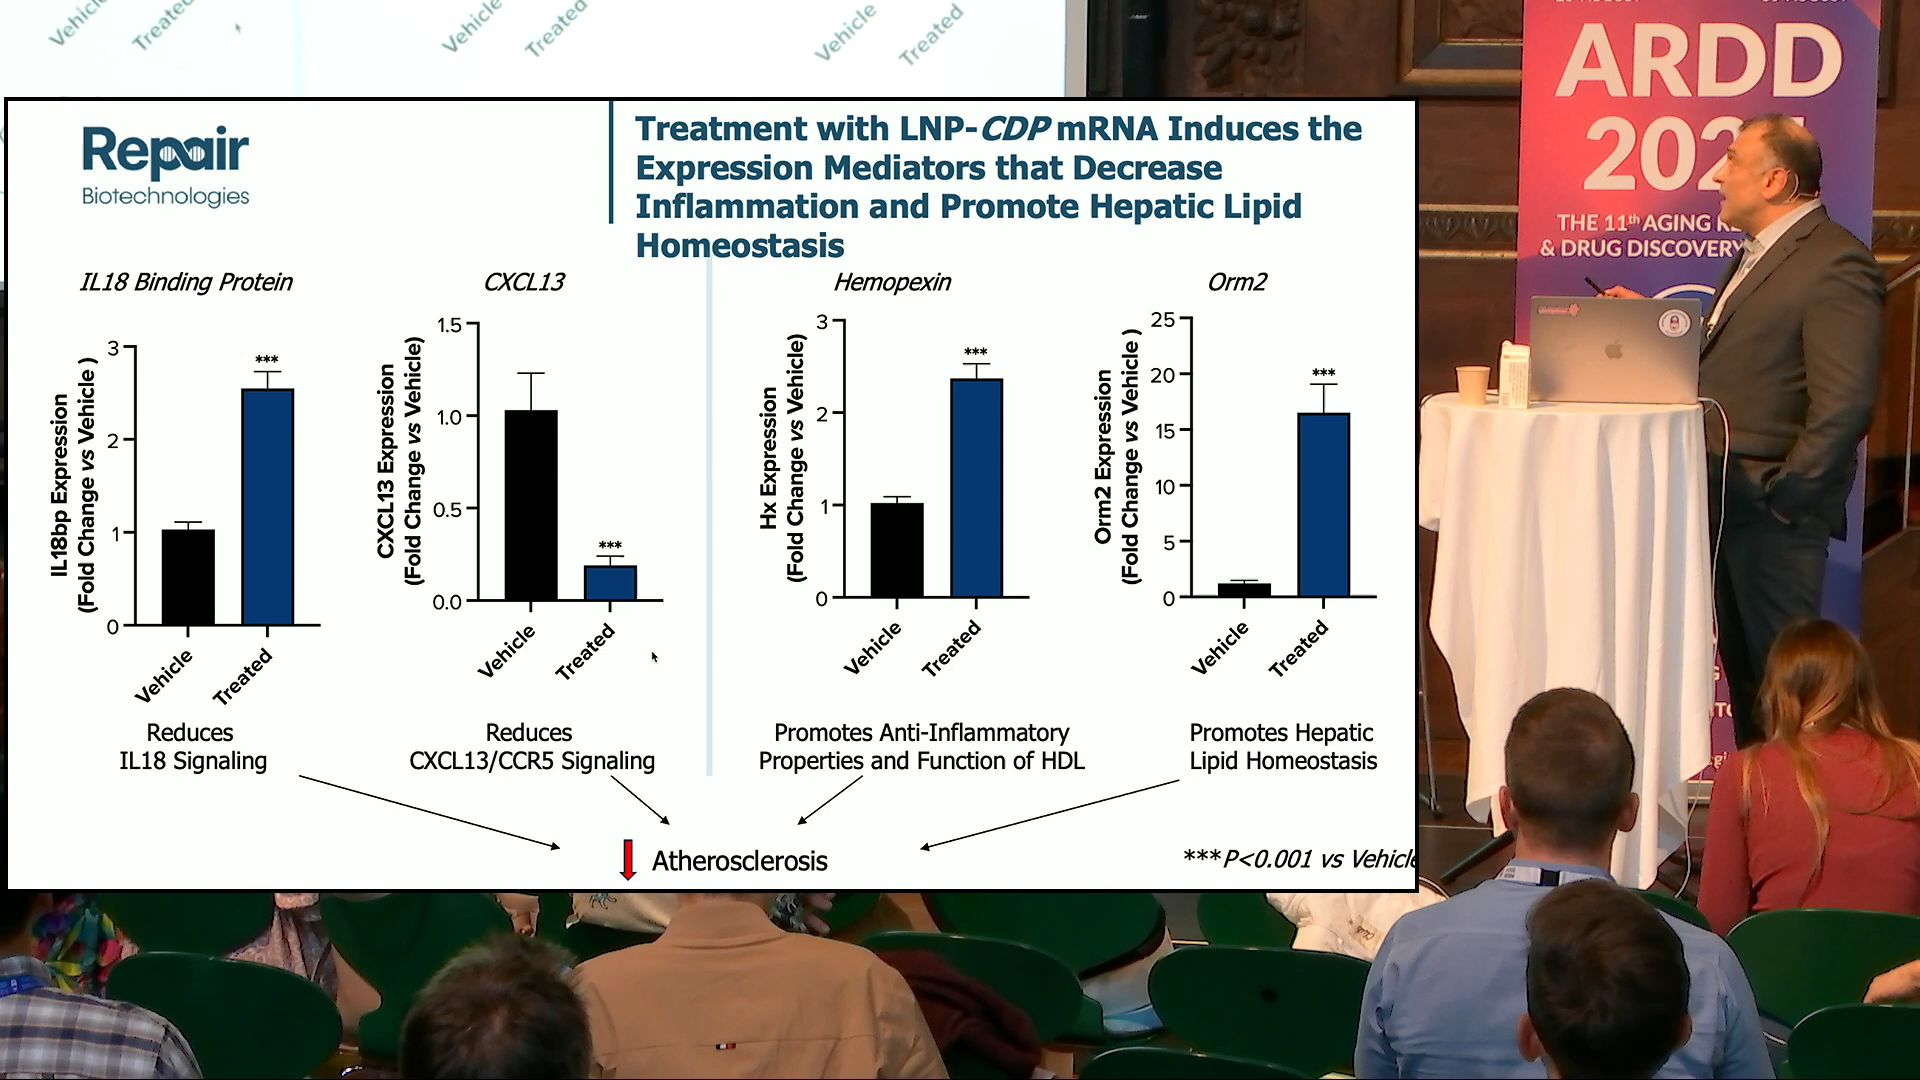 Vehicle
Treated
Vehicle
Treated
Vehicle
Treated
Repair
Biotechnologies
Treatment with LNP-CDP mRNA Induces the
Expression Mediators that Decrease
Inflammation and Promote Hepatic Lipid
Homeostasis
IL18 Binding Protein
IL18bp Expression
(Fold Change vs Vehicle )
3
2
1
0
***
Vehicle
Treated
Reduces
IL18 Signaling
CXCL13
CXCL13 Expression
(Fold Change vs Vehicle)
1.5
1.0
0.5
0.0
***
Vehicle
Treated
Reduces
CXCL13/CCR5 Signaling
Hemopexin
Hx Expression
(Fold Change vs Vehicle)
3
2
1
0
***
Vehicle
Treated
Promotes Anti-Inflammatory
Properties and Function of HDL
Orm2
Orm2 Expression
(Fold Change vs Vehicle )
25
20
15
10
5
0
***
Vehicle
Treated
Promotes Hepatic
Lipid Homeostasis
Atherosclerosis
***P<0.001 vs Vehicle
ARDD
202
THE 11th AGING
& DRUG DISCOVERY